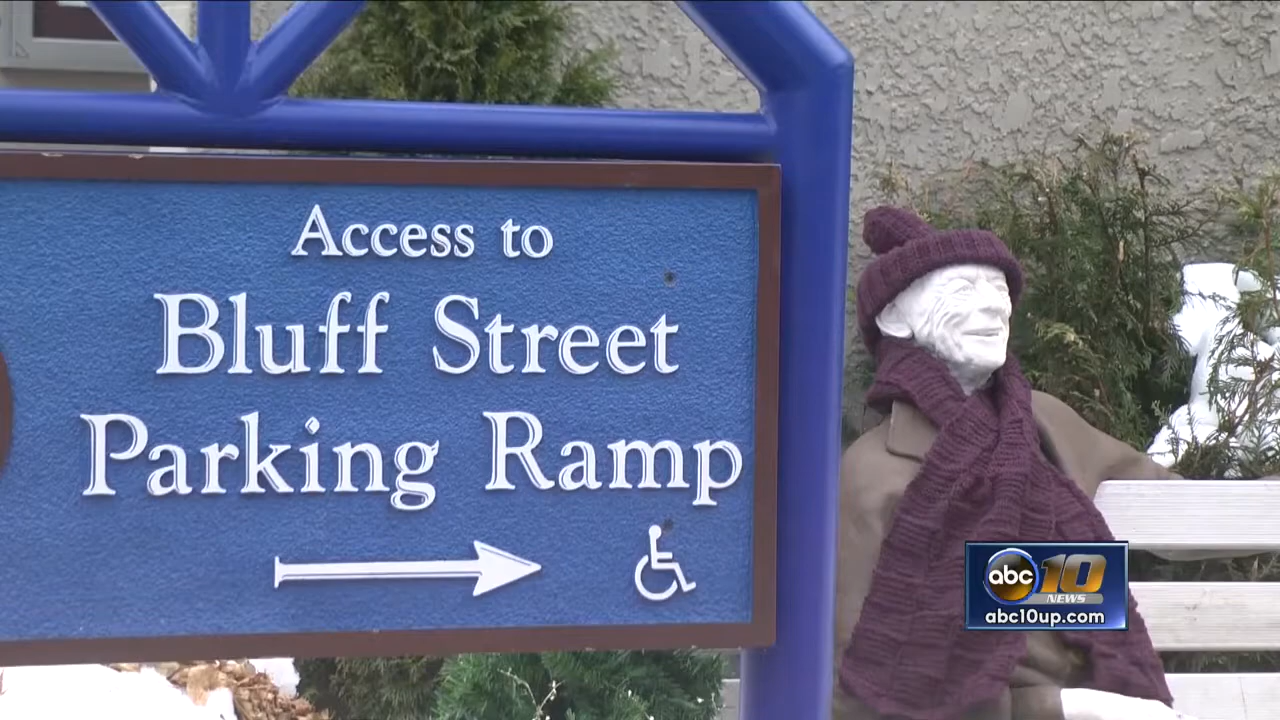 Access to
Bluff Street
Parking Ramp
abc 10
NEWS
abc10up.com